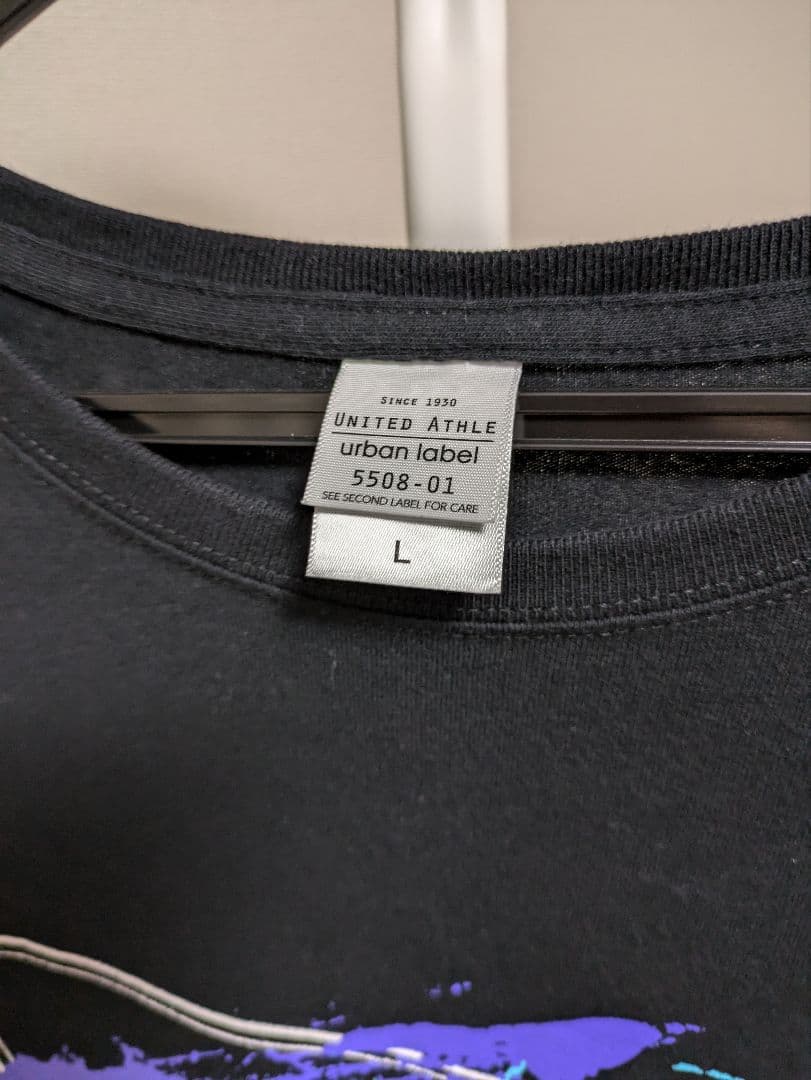 SINCE 1930
UNITED ATHLE
urban label
5508-01
SEE SECOND LABEL FOR CARE
L